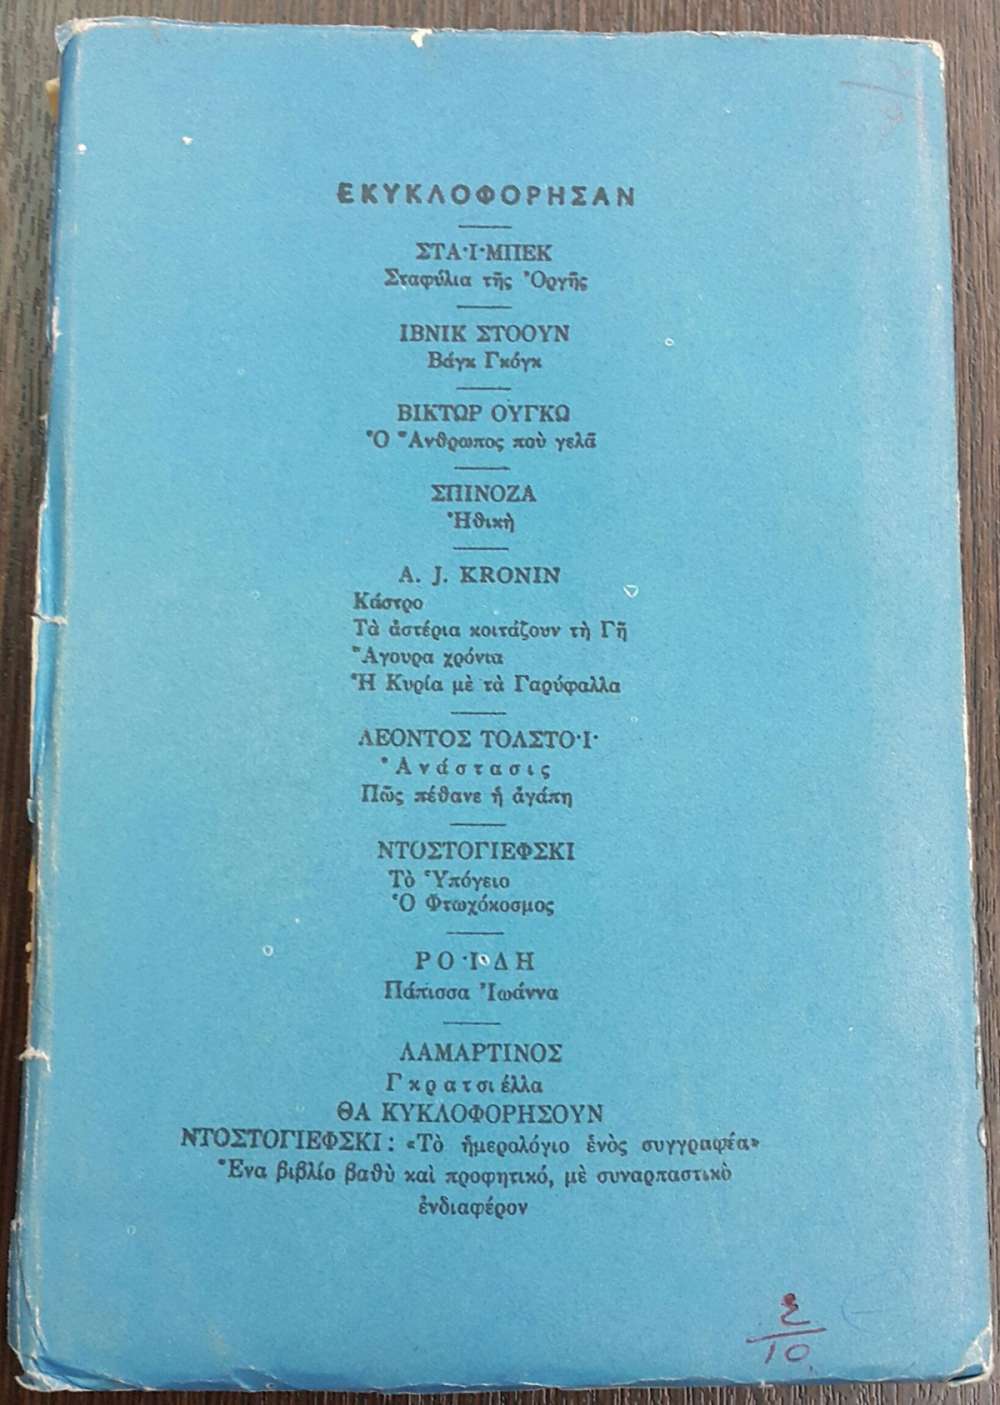 ΕΚΥΚΛΟΦΟΡΗΣΑΝ
ΣΤΑ·Ι·ΜΠΕΚ
Σταφύλια τῆς Ὀργῆς
ΙΒΝΙΚ ΣΤΟΟΥΝ
Βάγκ Γκόγκ
ΒΙΚΤΩΡ ΟΥΓΚΩ
Ὁ Ἄνθρωπος ποὺ γελᾶ
ΣΠΙΝΟΖΑ
Ἠθικὴ
A. J. KRONIN
Κάστρο
Τὰ ἀστέρια κοιτάζουν τὴ Γῆ
Ἄγουρα χρόνια
Ἡ Κυρία μὲ τὰ Γαρύφαλλα
ΛΕΟΝΤΟΣ ΤΟΛΣΤΟ·Ι·
Ἀνάστασις
Πῶς πέθανε ἡ ἀγάπη
ΝΤΟΣΤΟΓΙΕΦΣΚΙ
Τὸ Ὑπόγειο
Ὁ Φτωχόκοσμος
ΡΟ·Ι·ΔΗ
Πάπισσα Ἰωάννα
ΛΑΜΑΡΤΙΝΟΣ
Γκρατσιέλλα
ΘΑ ΚΥΚΛΟΦΟΡΗΣΟΥΝ
ΝΤΟΣΤΟΓΙΕΦΣΚΙ: «Τὸ ἡμερολόγιο ἑνὸς συγγραφέα»
Ἕνα βιβλίο βαθὺ καὶ προφητικό, μὲ συναρπαστικὸ
ἐνδιαφέρον
10